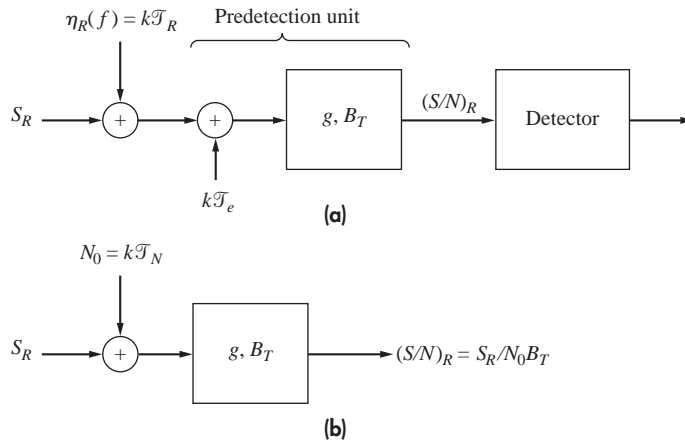 Predetection unit
η_R(f) = k𝒯_R
S_R
+
+
g, B_T
(S/N)_R
Detector
k𝒯_e
(a)
N_0 = k𝒯_N
S_R
+
g, B_T
(S/N)_R = S_R/N_0B_T
(b)